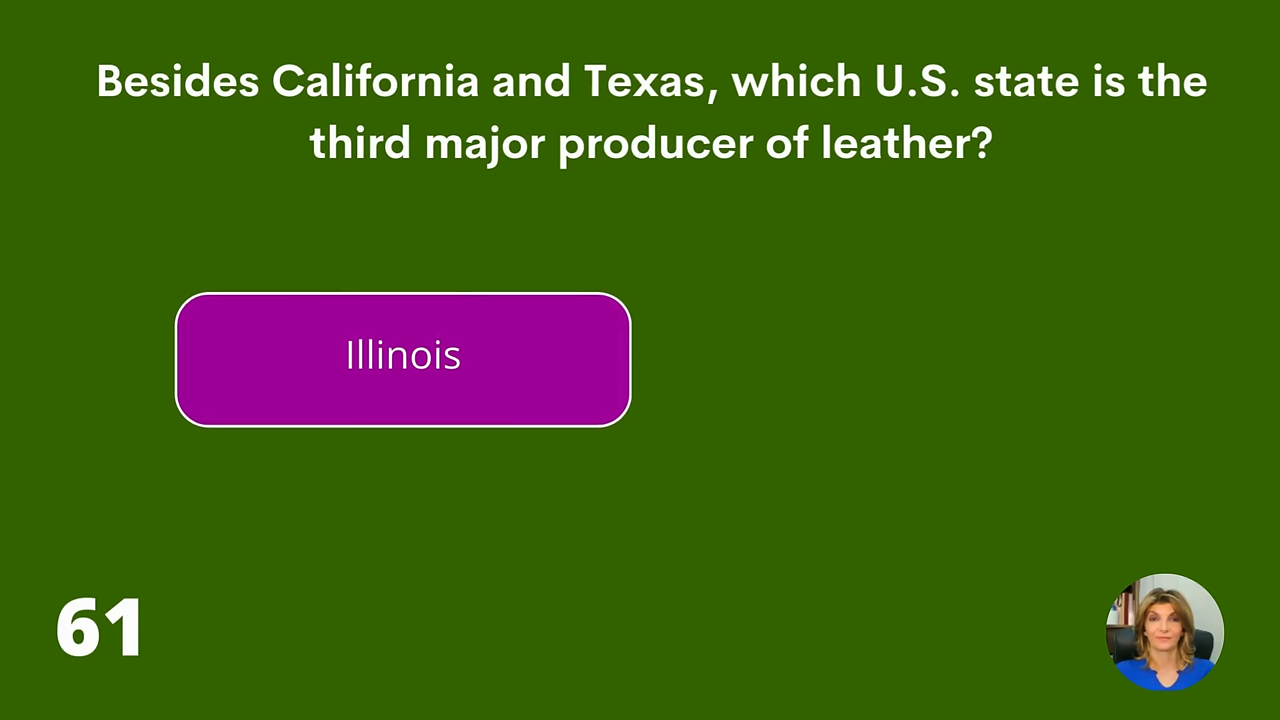 Besides California and Texas, which U.S. state is the
third major producer of leather?
Illinois
61